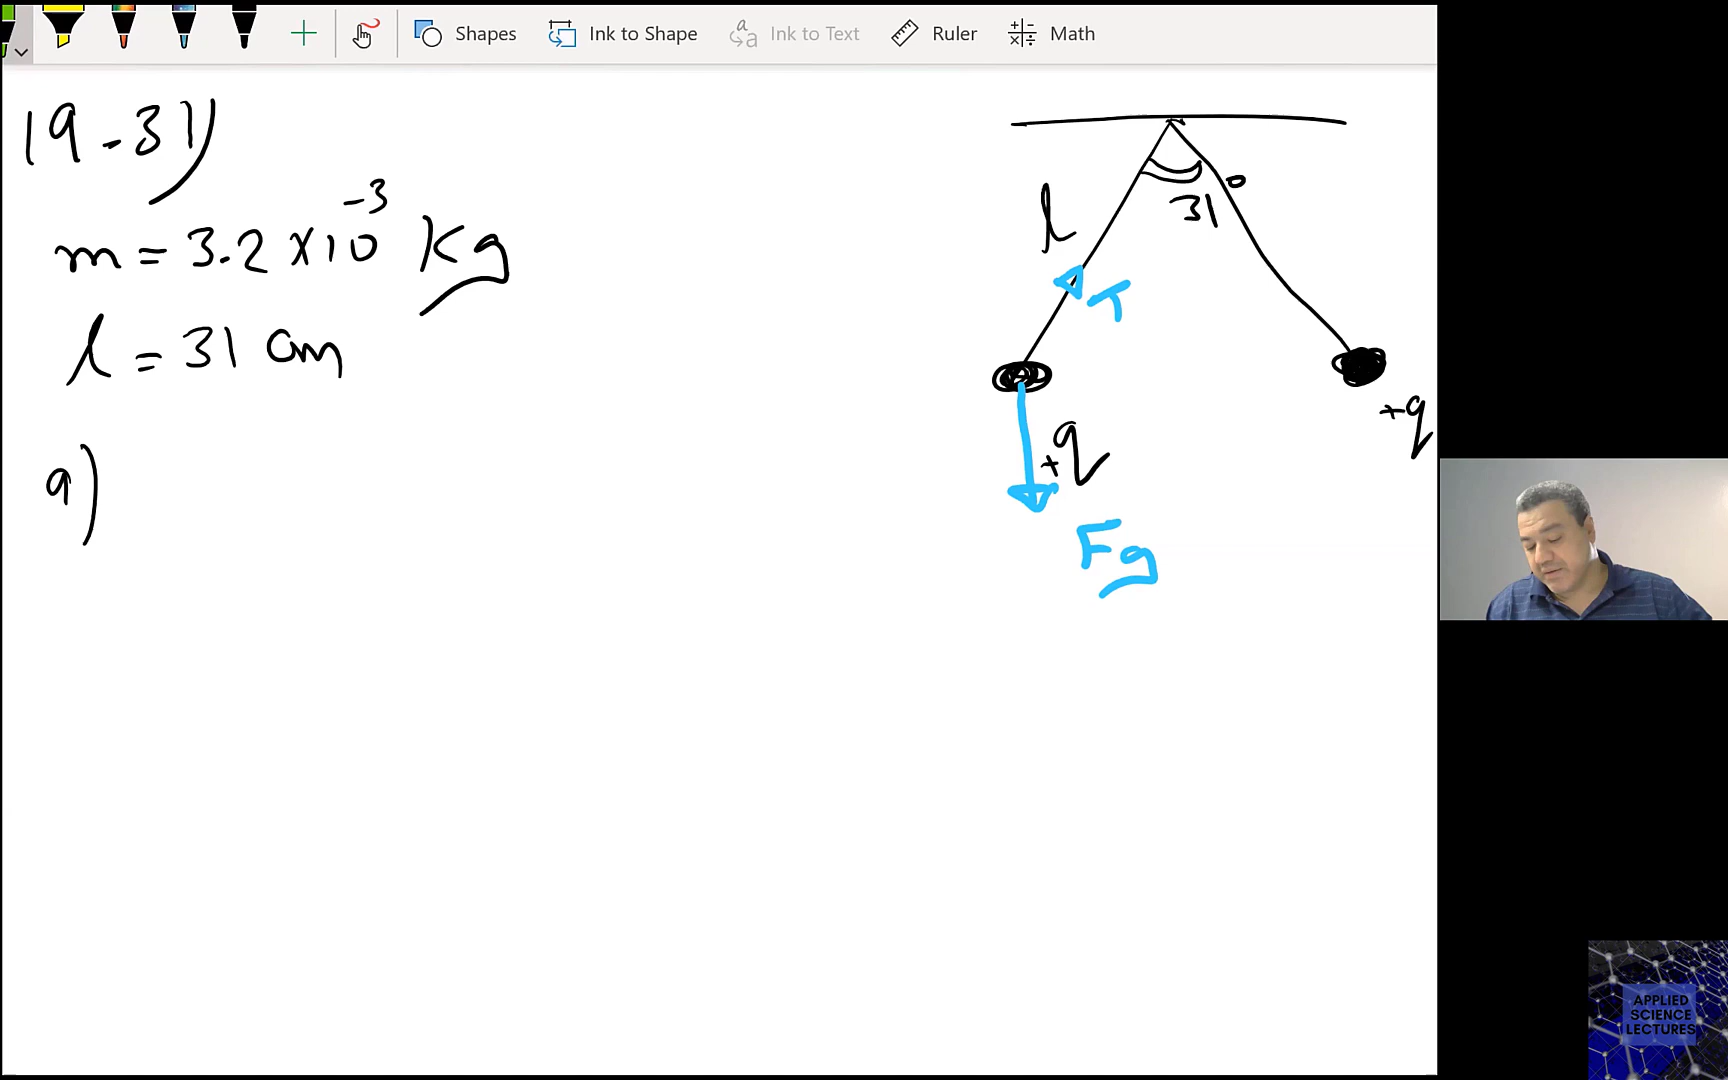 Shapes
Ink to Shape
Ink to Text
Ruler
Math
19-31)
m = 3.2 × 10⁻³ Kg
l = 31 cm
a)
l
31°
T
+q
+q
Fg
APPLIED
SCIENCE
LECTURES